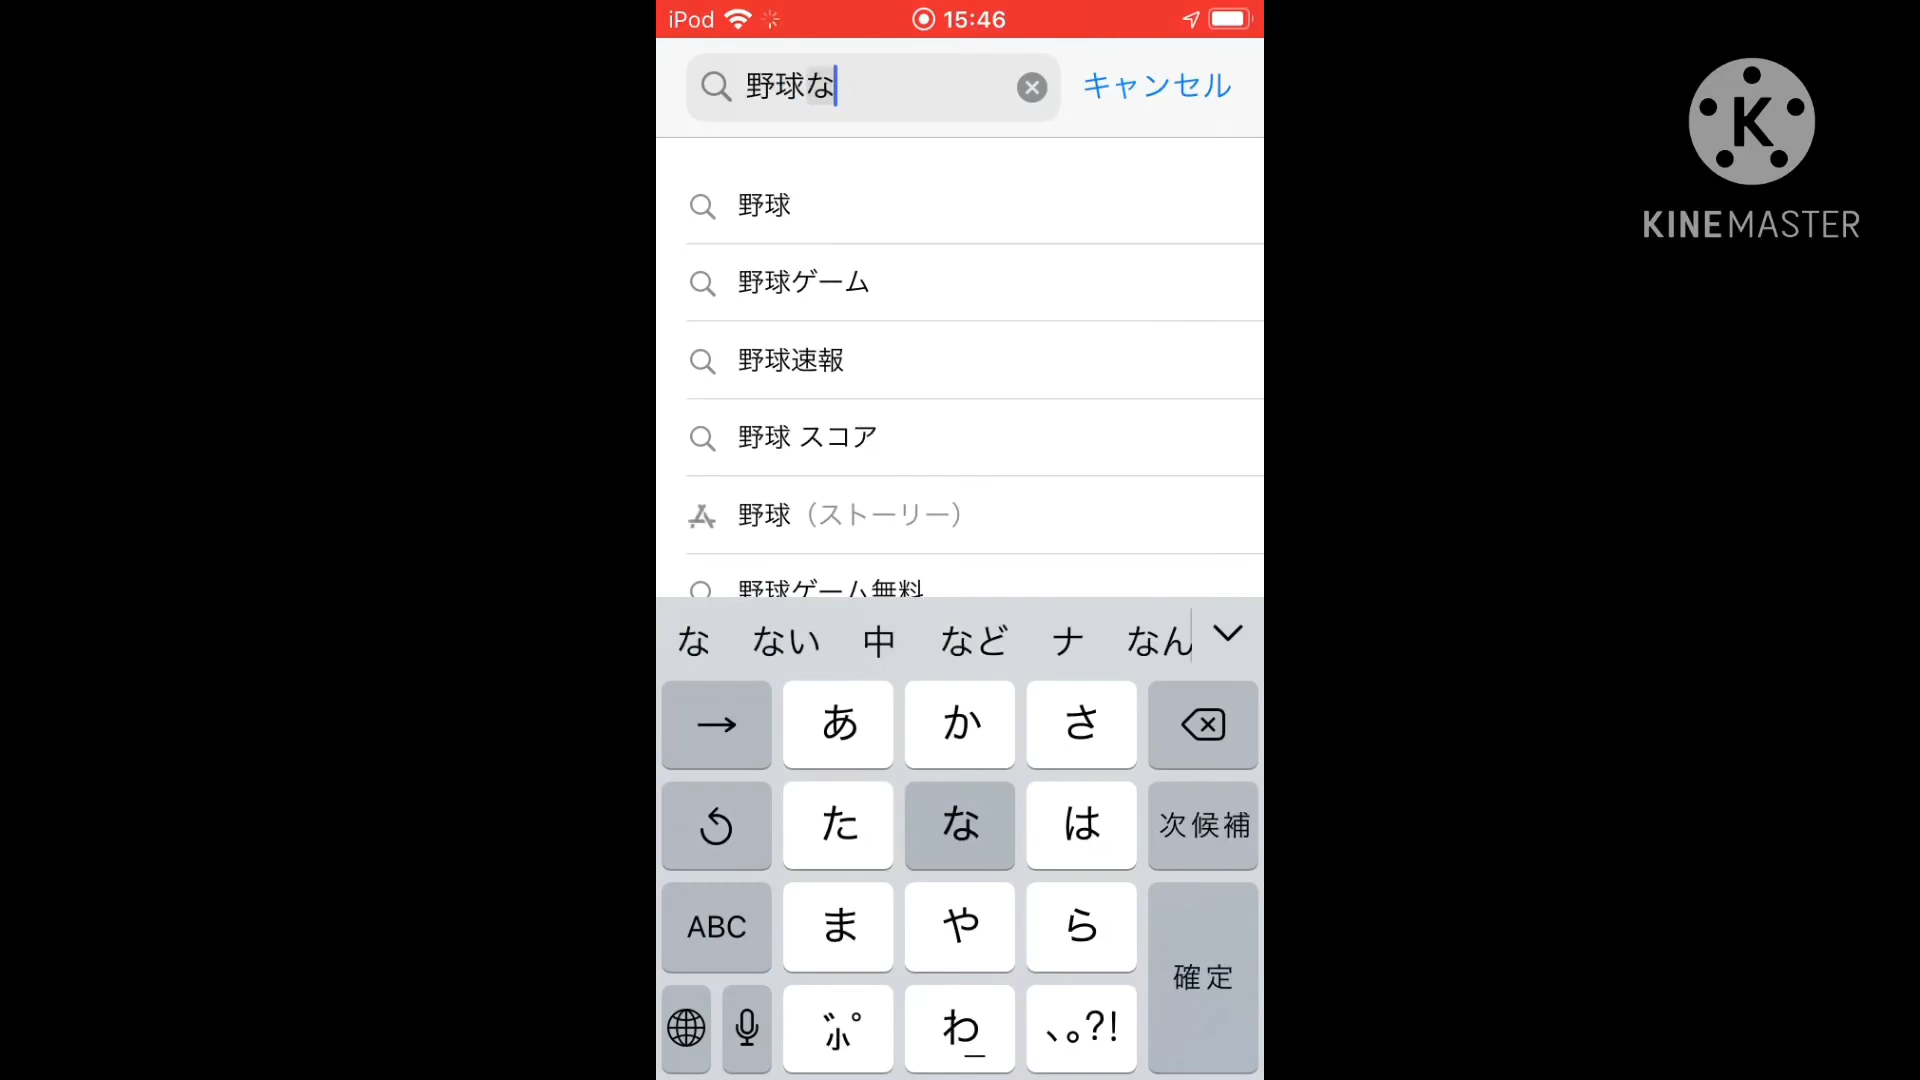 iPod 15:46
野球な キャンセル
野球
野球ゲーム
野球速報
野球 スコア
野球（ストーリー）
野球ゲーム無料
な ない 中 など ナ なん
→ あ か さ
た な は 次候補
ABC ま や ら
確定
小゛゜ わ_ 、。?!
K
KINEMASTER